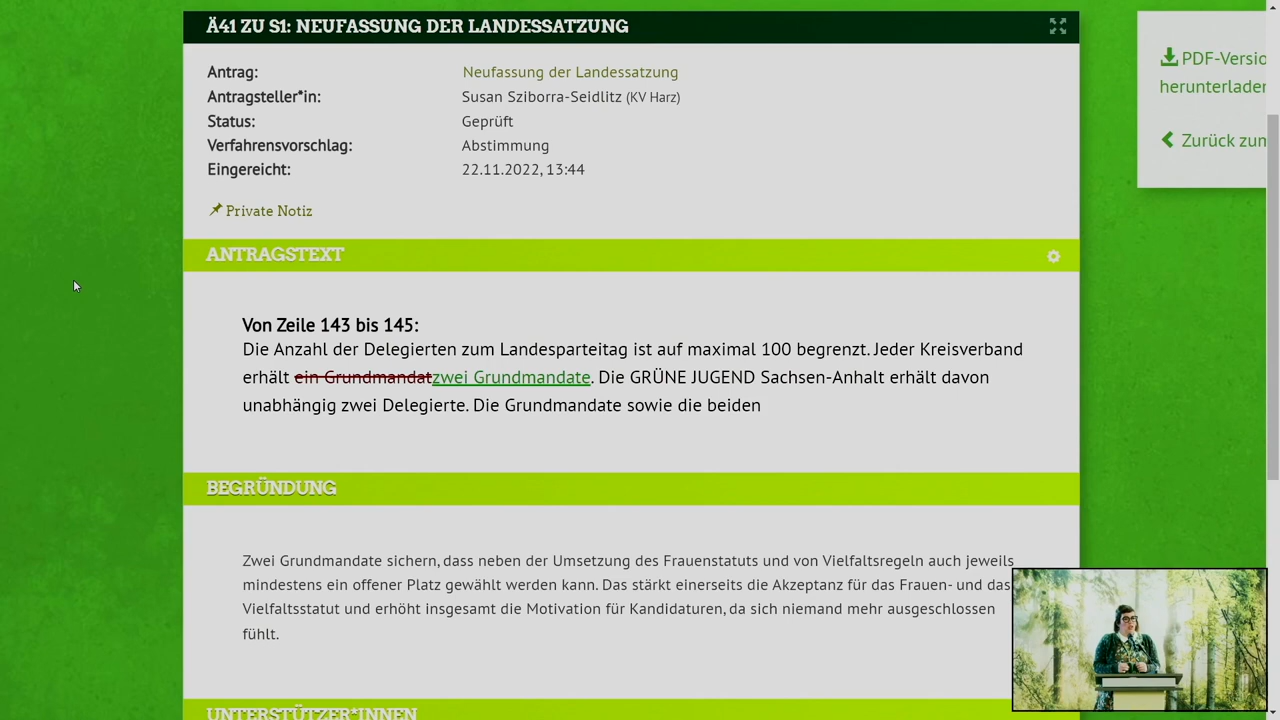 Ä41 ZU S1: NEUFASSUNG DER LANDESSATZUNG
Antrag: Neufassung der Landessatzung
Antragsteller*in: Susan Sziborra-Seidlitz (KV Harz)
Status: Geprüft
Verfahrensvorschlag: Abstimmung
Eingereicht: 22.11.2022, 13:44
Private Notiz
PDF-Versio
herunterladen
Zurück zum
ANTRAGSTEXT
Von Zeile 143 bis 145:
Die Anzahl der Delegierten zum Landesparteitag ist auf maximal 100 begrenzt. Jeder Kreisverband
erhält ein Grundmandatzwei Grundmandate. Die GRÜNE JUGEND Sachsen-Anhalt erhält davon
unabhängig zwei Delegierte. Die Grundmandate sowie die beiden
BEGRÜNDUNG
Zwei Grundmandate sichern, dass neben der Umsetzung des Frauenstatuts und von Vielfaltsregeln auch jeweils
mindestens ein offener Platz gewählt werden kann. Das stärkt einerseits die Akzeptanz für das Frauen- und das
Vielfaltsstatut und erhöht insgesamt die Motivation für Kandidaturen, da sich niemand mehr ausgeschlossen
fühlt.
UNTERSTÜTZER*INNEN